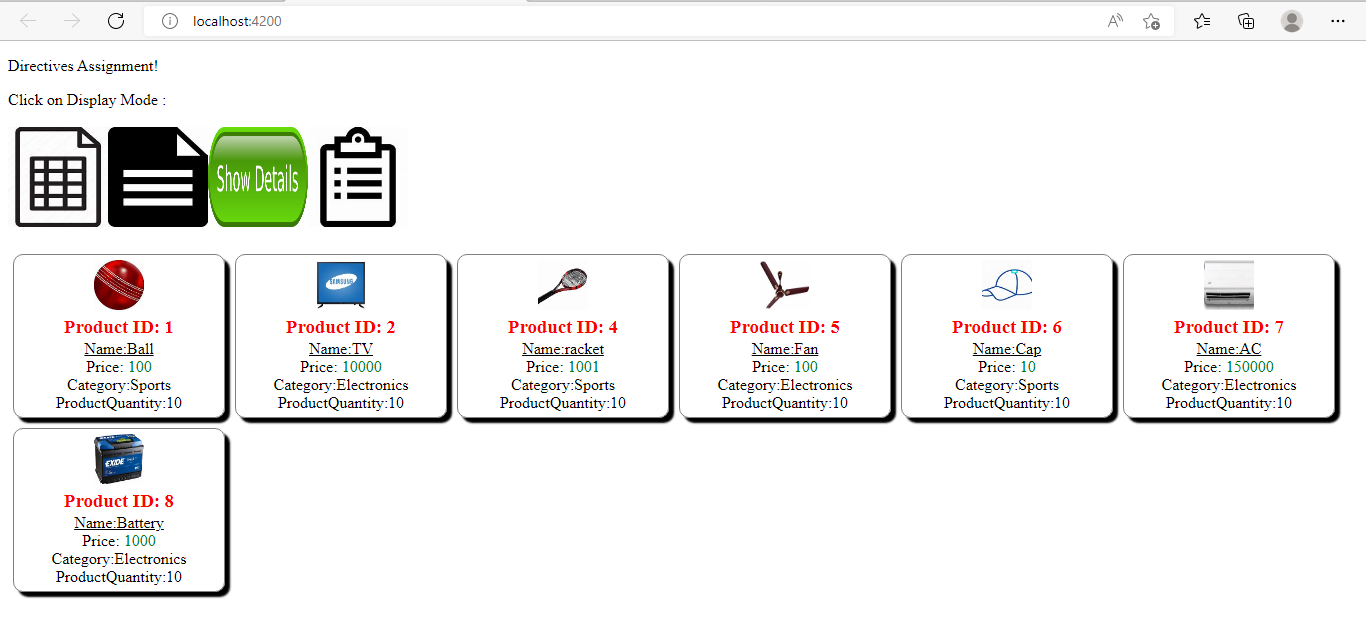 localhost:4200
Directives Assignment!
Click on Display Mode :
Show Details
Product ID: 1
Name:Ball
Price: 100
Category:Sports
ProductQuantity:10
SAMSUNG
Product ID: 2
Name:TV
Price: 10000
Category:Electronics
ProductQuantity:10
Product ID: 4
Name:racket
Price: 1001
Category:Sports
ProductQuantity:10
Product ID: 5
Name:Fan
Price: 100
Category:Electronics
ProductQuantity:10
Product ID: 6
Name:Cap
Price: 10
Category:Sports
ProductQuantity:10
Product ID: 7
Name:AC
Price: 150000
Category:Electronics
ProductQuantity:10
EXIDE
Product ID: 8
Name:Battery
Price: 1000
Category:Electronics
ProductQuantity:10